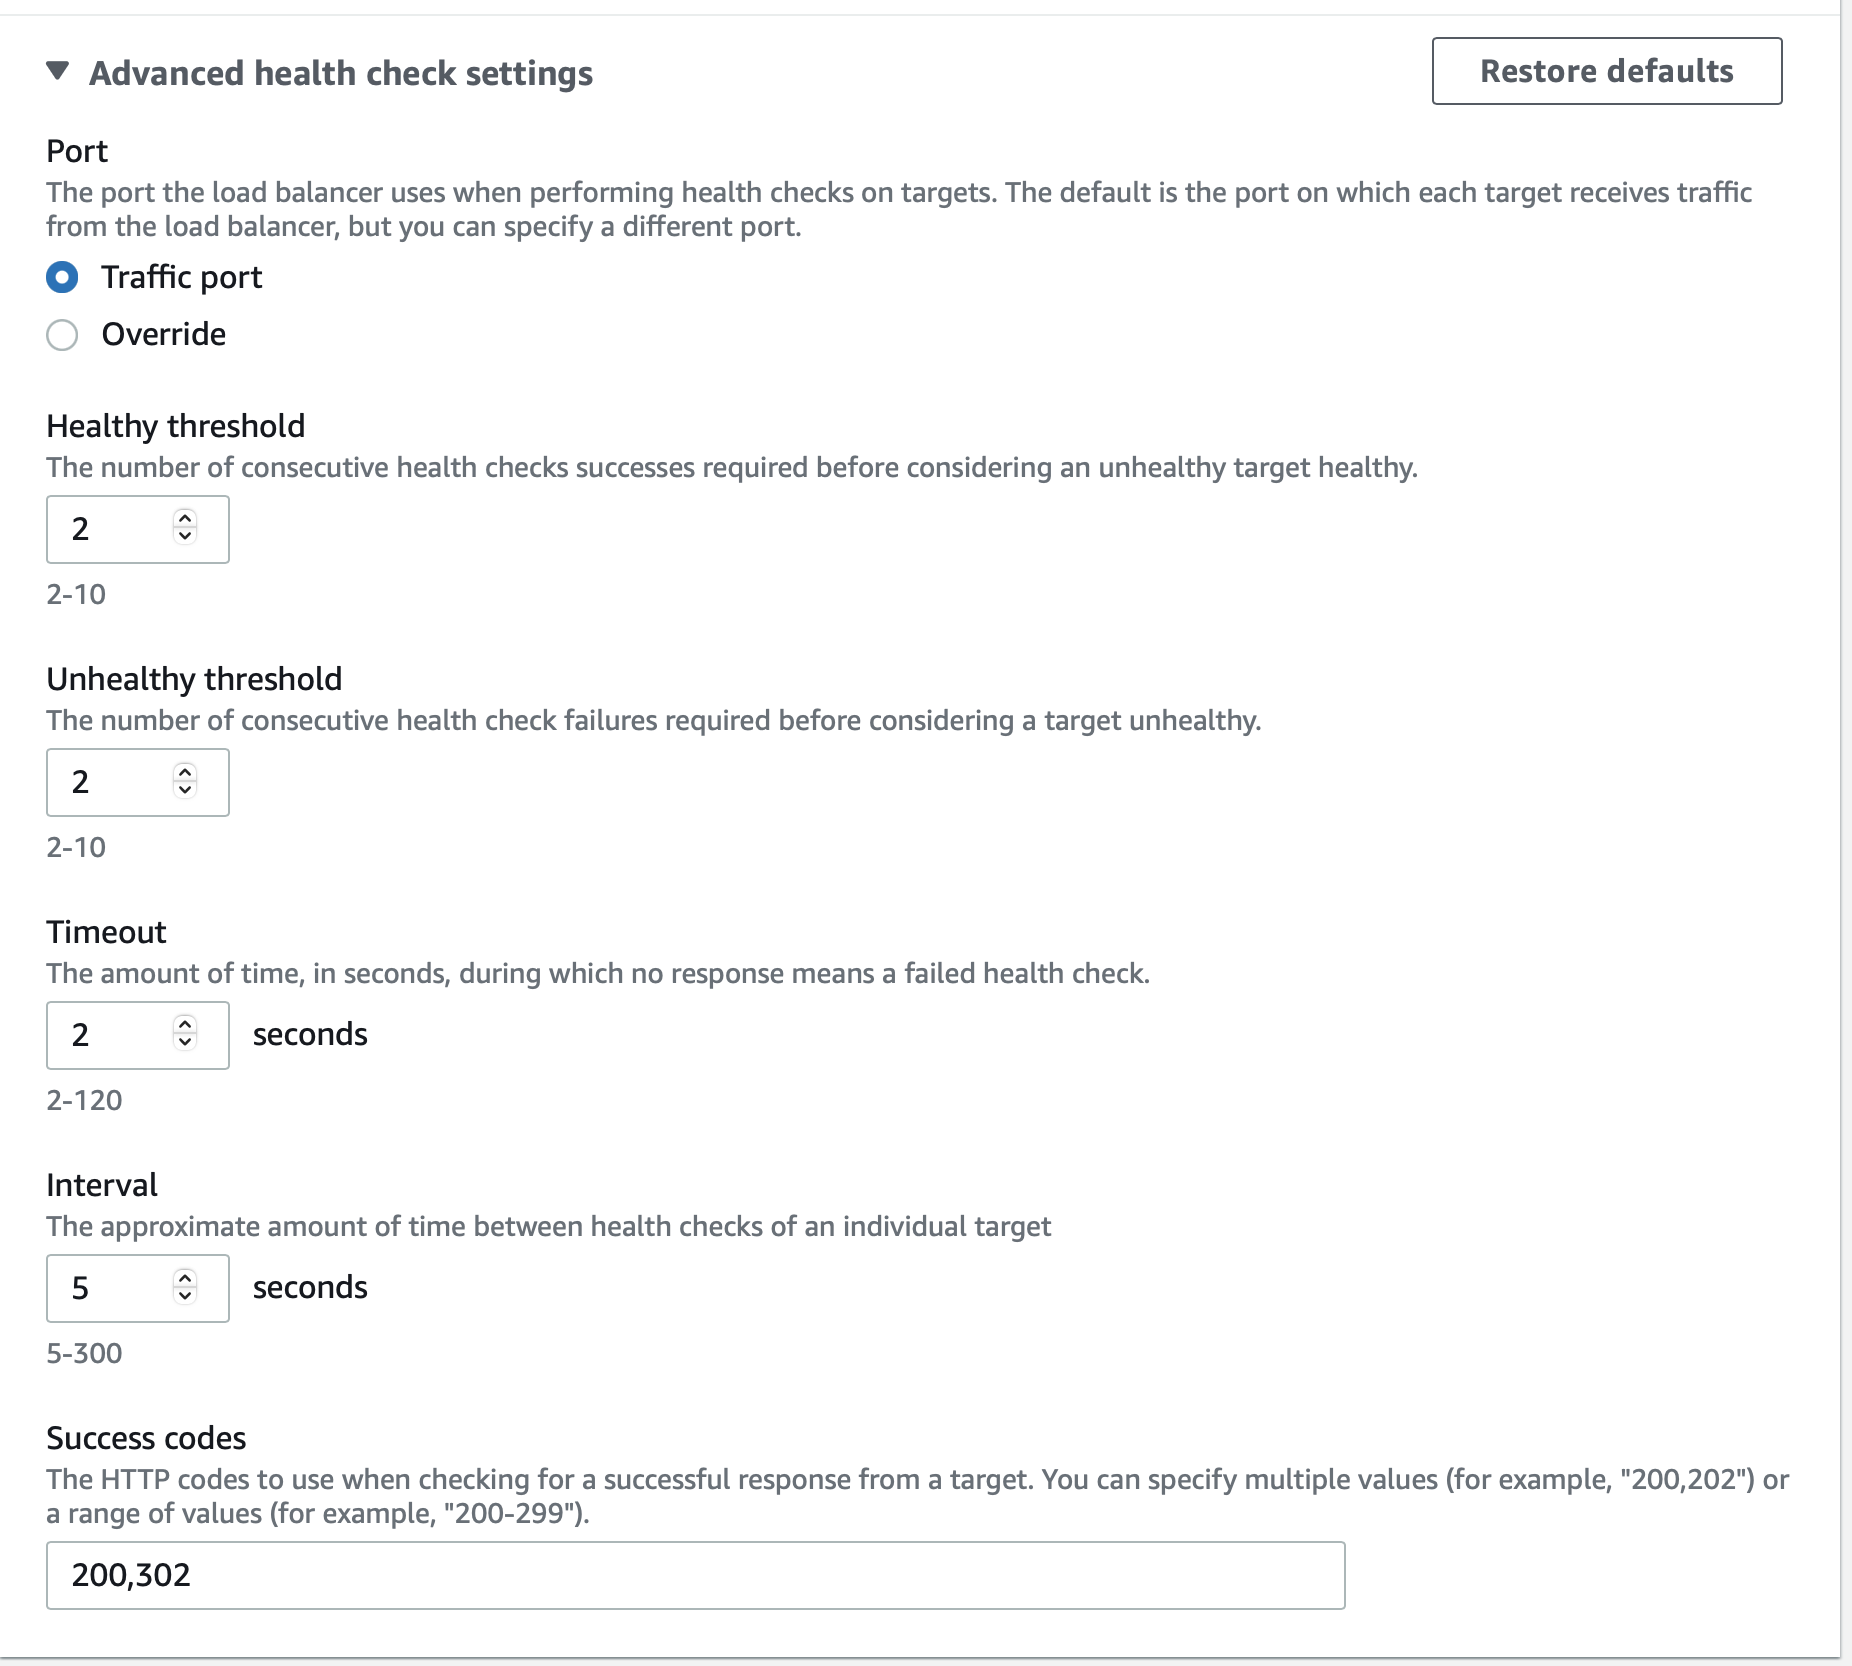 Advanced health check settings
Restore defaults
Port
The port the load balancer uses when performing health checks on targets. The default is the port on which each target receives traffic
from the load balancer, but you can specify a different port.
Traffic port
Override
Healthy threshold
The number of consecutive health checks successes required before considering an unhealthy target healthy.
2
2-10
Unhealthy threshold
The number of consecutive health check failures required before considering a target unhealthy.
2
2-10
Timeout
The amount of time, in seconds, during which no response means a failed health check.
2 seconds
2-120
Interval
The approximate amount of time between health checks of an individual target
5 seconds
5-300
Success codes
The HTTP codes to use when checking for a successful response from a target. You can specify multiple values (for example, "200,202") or
a range of values (for example, "200-299").
200,302